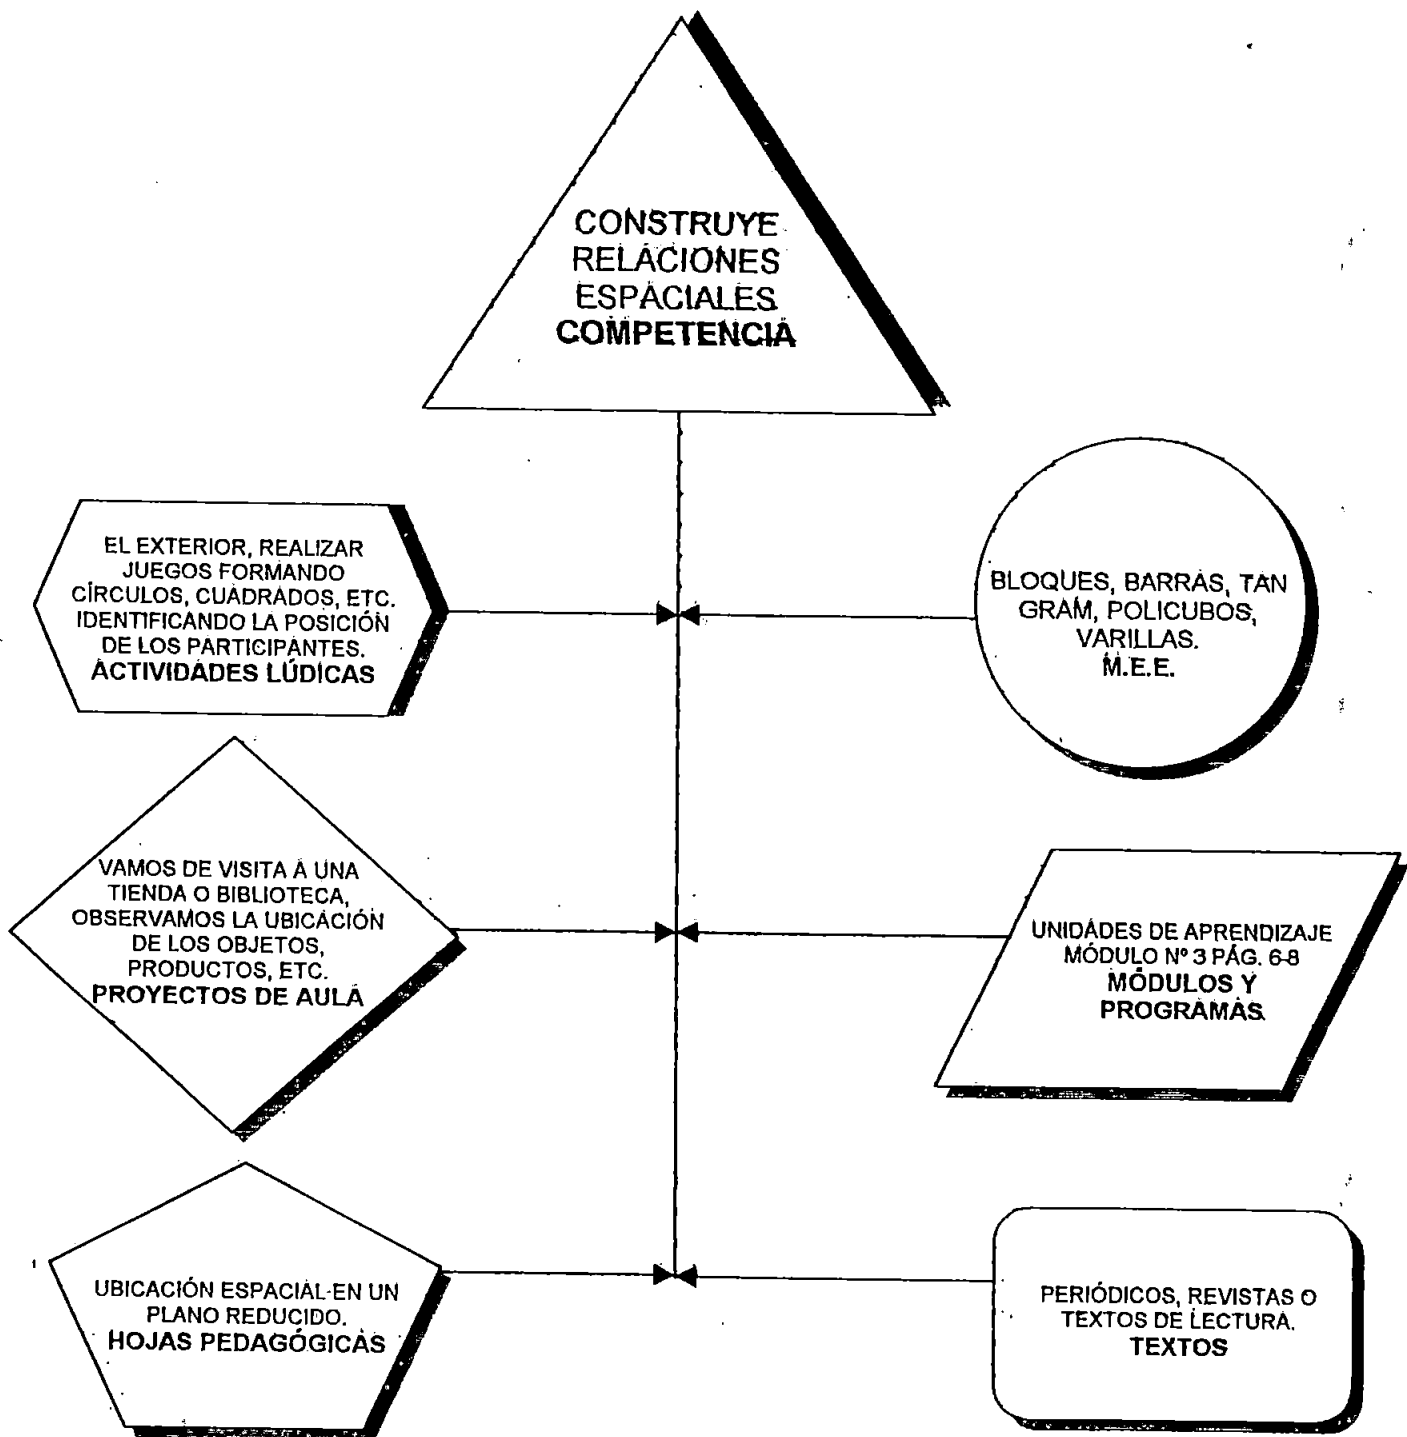 CONSTRUYE
RELACIONES
ESPACIALES
COMPETENCIA
EL EXTERIOR, REALIZAR
JUEGOS FORMANDO
CÍRCULOS, CUADRADOS, ETC.
IDENTIFICANDO LA POSICIÓN
DE LOS PARTICIPANTES.
ACTIVIDADES LÚDICAS
BLOQUES, BARRAS, TAN
GRAM, POLICUBOS,
VARILLAS.
M.E.E.
VAMOS DE VISITA A UNA
TIENDA O BIBLIOTECA,
OBSERVAMOS LA UBICACIÓN
DE LOS OBJETOS,
PRODUCTOS, ETC.
PROYECTOS DE AULA
UNIDADES DE APRENDIZAJE
MÓDULO Nº 3 PÁG. 6-8
MÓDULOS Y
PROGRAMAS
UBICACIÓN ESPACIAL EN UN
PLANO REDUCIDO.
HOJAS PEDAGÓGICAS
PERIÓDICOS, REVISTAS O
TEXTOS DE LECTURA.
TEXTOS